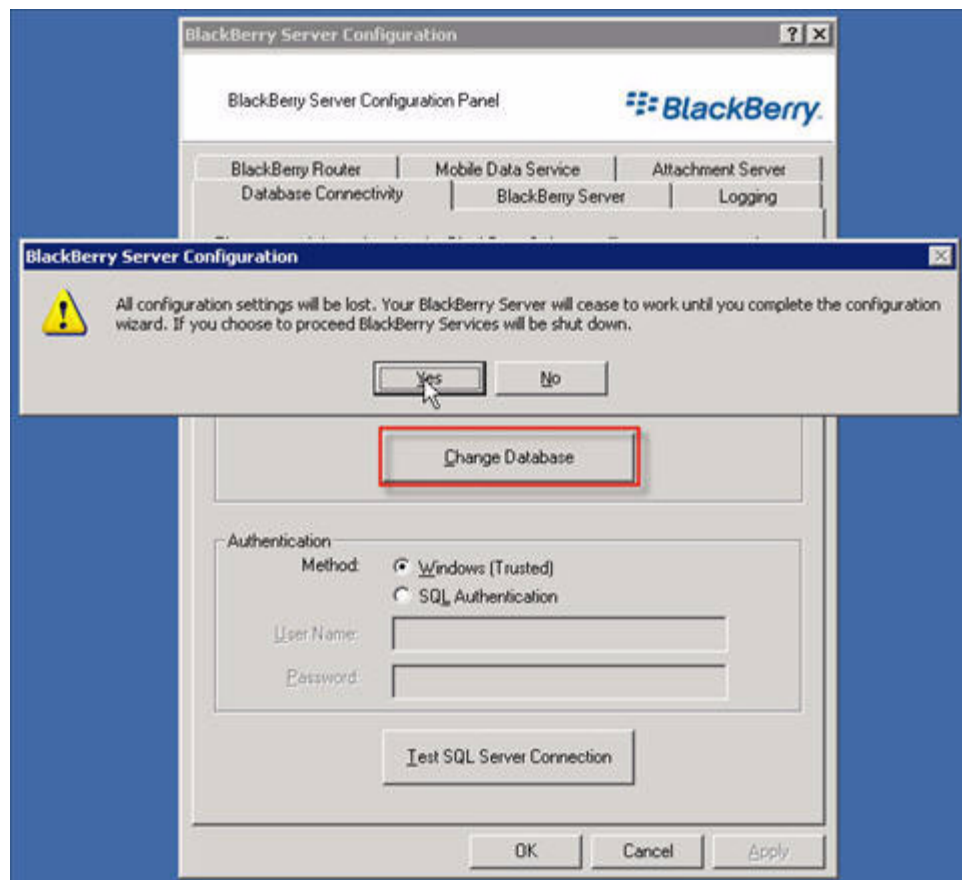 BlackBerry Server Configuration
BlackBerry Server Configuration Panel
BlackBerry.
BlackBerry Router
Mobile Data Service
Attachment Server
Database Connectivity
BlackBerry Server
Logging
BlackBerry Server Configuration
All configuration settings will be lost. Your BlackBerry Server will cease to work until you complete the configuration
wizard. If you choose to proceed BlackBerry Services will be shut down.
Yes
No
Change Database
Authentication
Method:
Windows (Trusted)
SQL Authentication
User Name:
Password:
Test SQL Server Connection
OK
Cancel
Apply